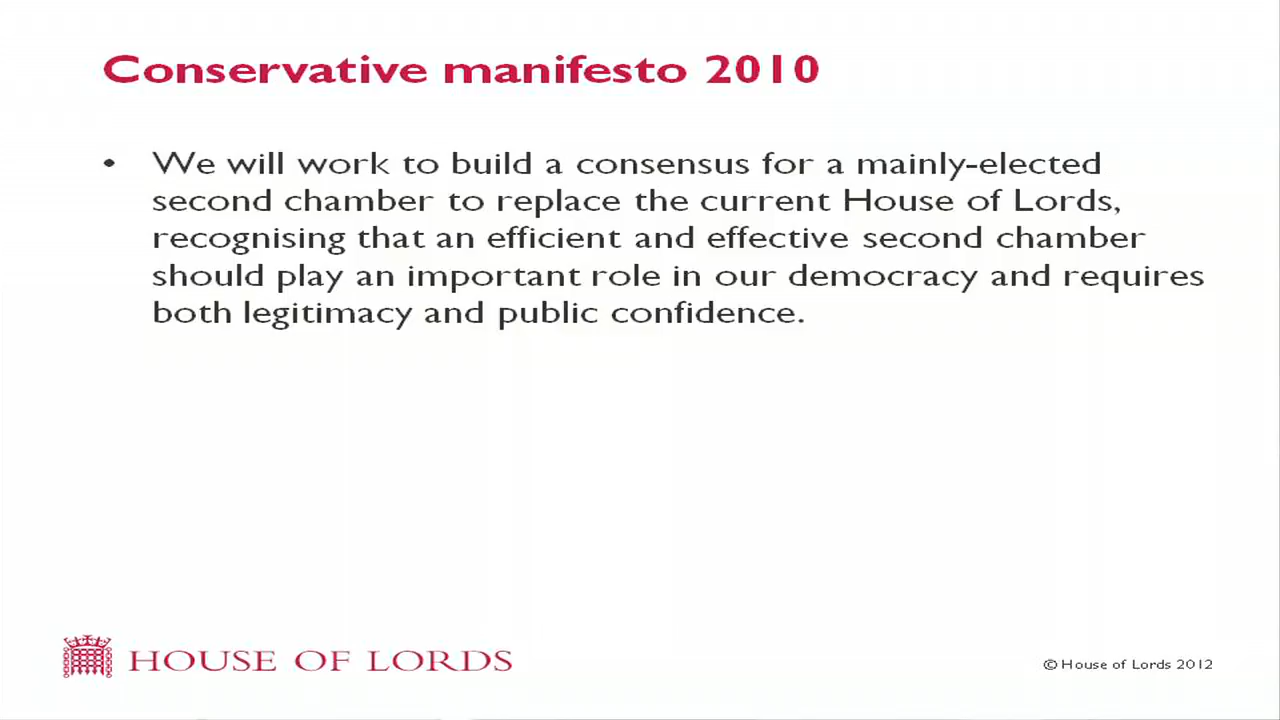 Conservative manifesto 2010
• We will work to build a consensus for a mainly-elected
second chamber to replace the current House of Lords,
recognising that an efficient and effective second chamber
should play an important role in our democracy and requires
both legitimacy and public confidence.
HOUSE OF LORDS
© House of Lords 2012